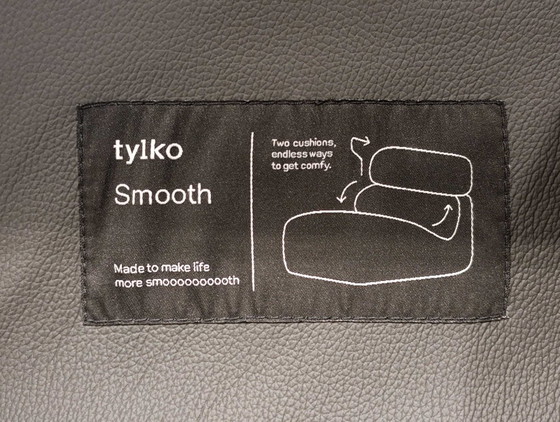 tylko
Smooth
Made to make life
more smoooooooooth
Two cushions,
endless ways
to get comfy.